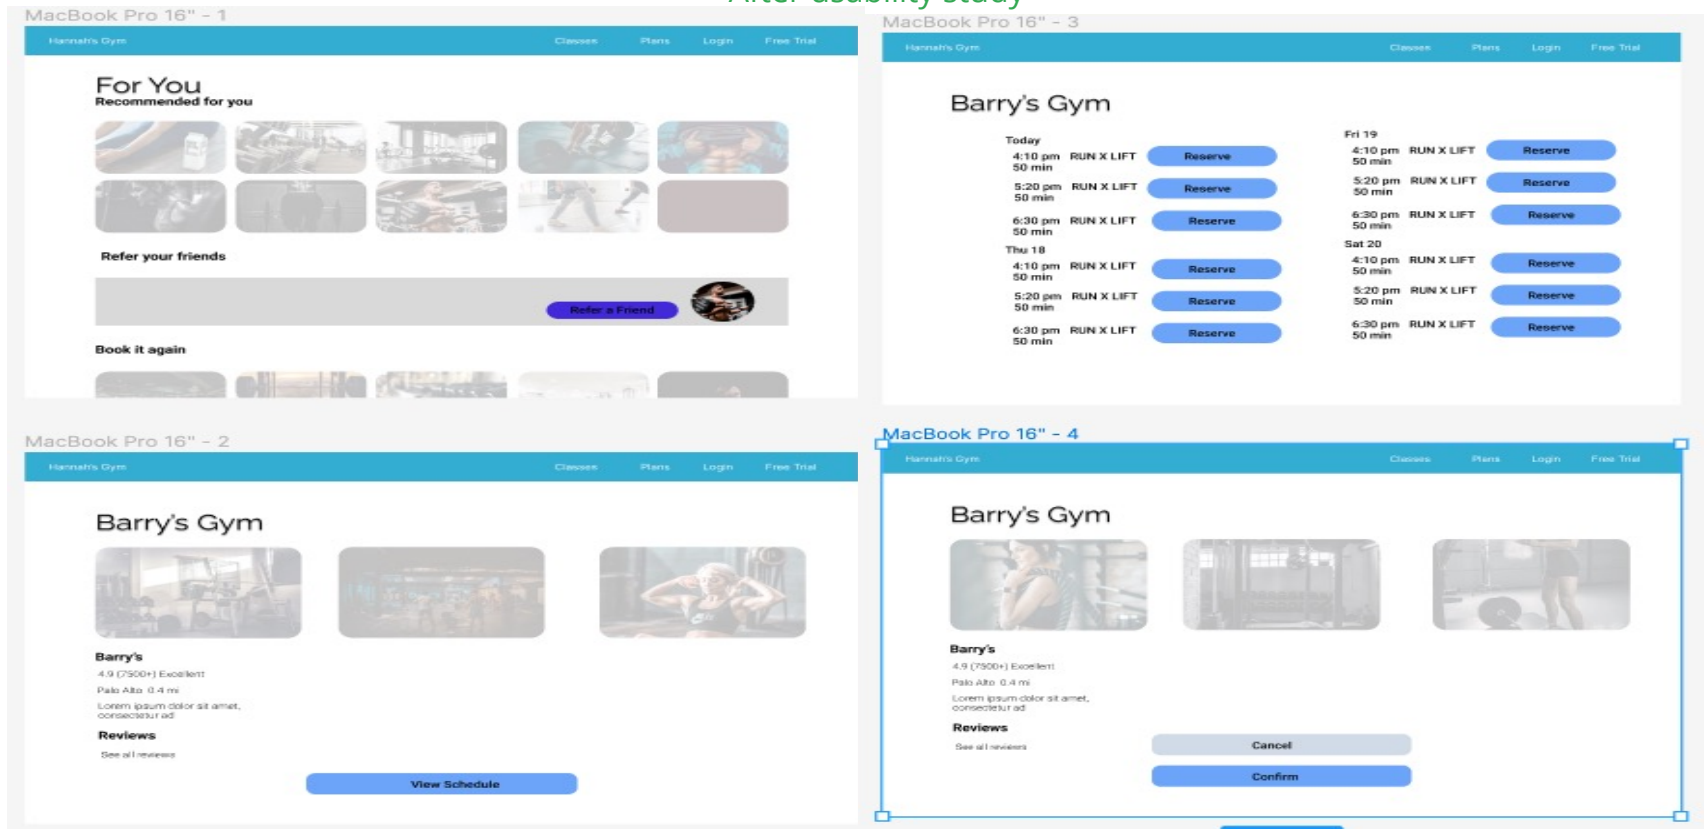 After usability study
MacBook Pro 16" - 1
Hannah's Gym Classes Plans Login Free Trial
For You
Recommended for you
Refer your friends
Refer a Friend
Book it again
MacBook Pro 16" - 3
Hannah's Gym Classes Plans Login Free Trial
Barry's Gym
Today
4:10 pm RUN X LIFT Reserve
50 min
5:20 pm RUN X LIFT Reserve
50 min
6:30 pm RUN X LIFT Reserve
50 min
Thu 18
4:10 pm RUN X LIFT Reserve
50 min
5:20 pm RUN X LIFT Reserve
50 min
6:30 pm RUN X LIFT Reserve
50 min
Fri 19
4:10 pm RUN X LIFT Reserve
50 min
5:20 pm RUN X LIFT Reserve
50 min
6:30 pm RUN X LIFT Reserve
50 min
Sat 20
4:10 pm RUN X LIFT Reserve
50 min
5:20 pm RUN X LIFT Reserve
50 min
6:30 pm RUN X LIFT Reserve
50 min
MacBook Pro 16" - 2
Hannah's Gym Classes Plans Login Free Trial
Barry's Gym
Barry's
4.9 (7500+) Excellent
Palo Alto 0.4 mi
Lorem ipsum dolor sit amet,
consectetur ad
Reviews
See all reviews
View Schedule
MacBook Pro 16" - 4
Hannah's Gym Classes Plans Login Free Trial
Barry's Gym
Barry's
4.9 (7500+) Excellent
Palo Alto 0.4 mi
Lorem ipsum dolor sit amet,
consectetur ad
Reviews
See all reviews
Cancel
Confirm